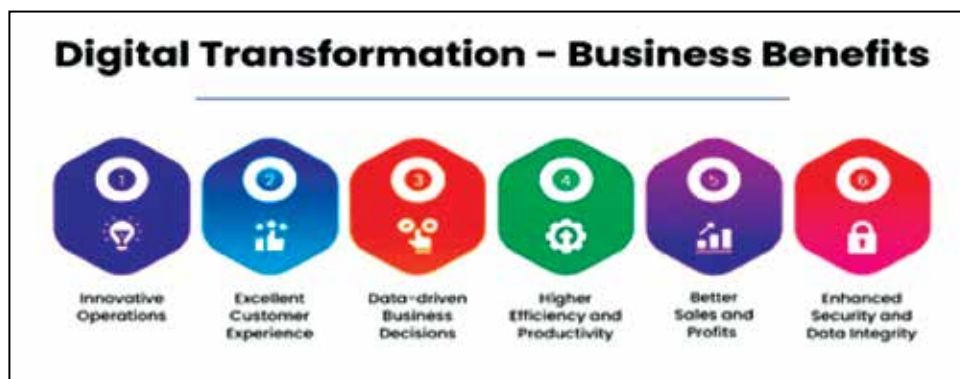 Digital Transformation - Business Benefits
1
2
3
4
5
6
Innovative
Operations
Excellent
Customer
Experience
Data-driven
Business
Decisions
Higher
Efficiency and
Productivity
Better
Sales and
Profits
Enhanced
Security and
Data Integrity